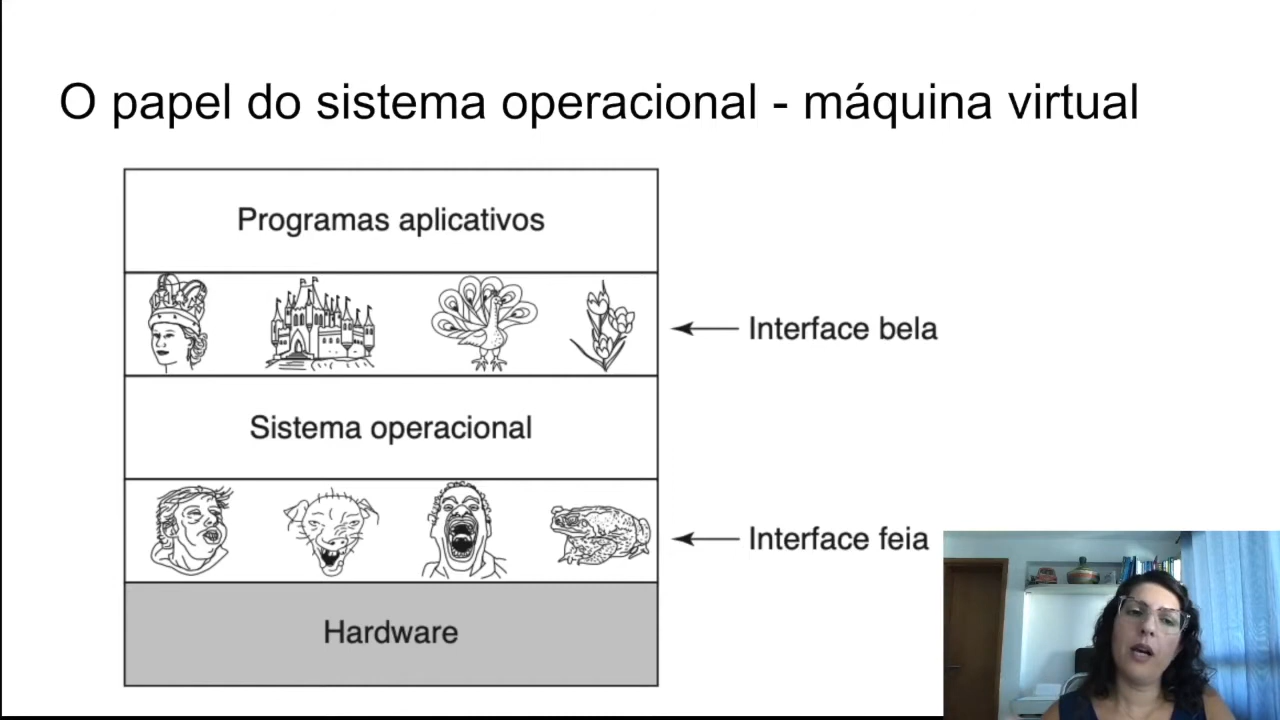 O papel do sistema operacional - máquina virtual
Programas aplicativos
Interface bela
Sistema operacional
Interface feia
Hardware